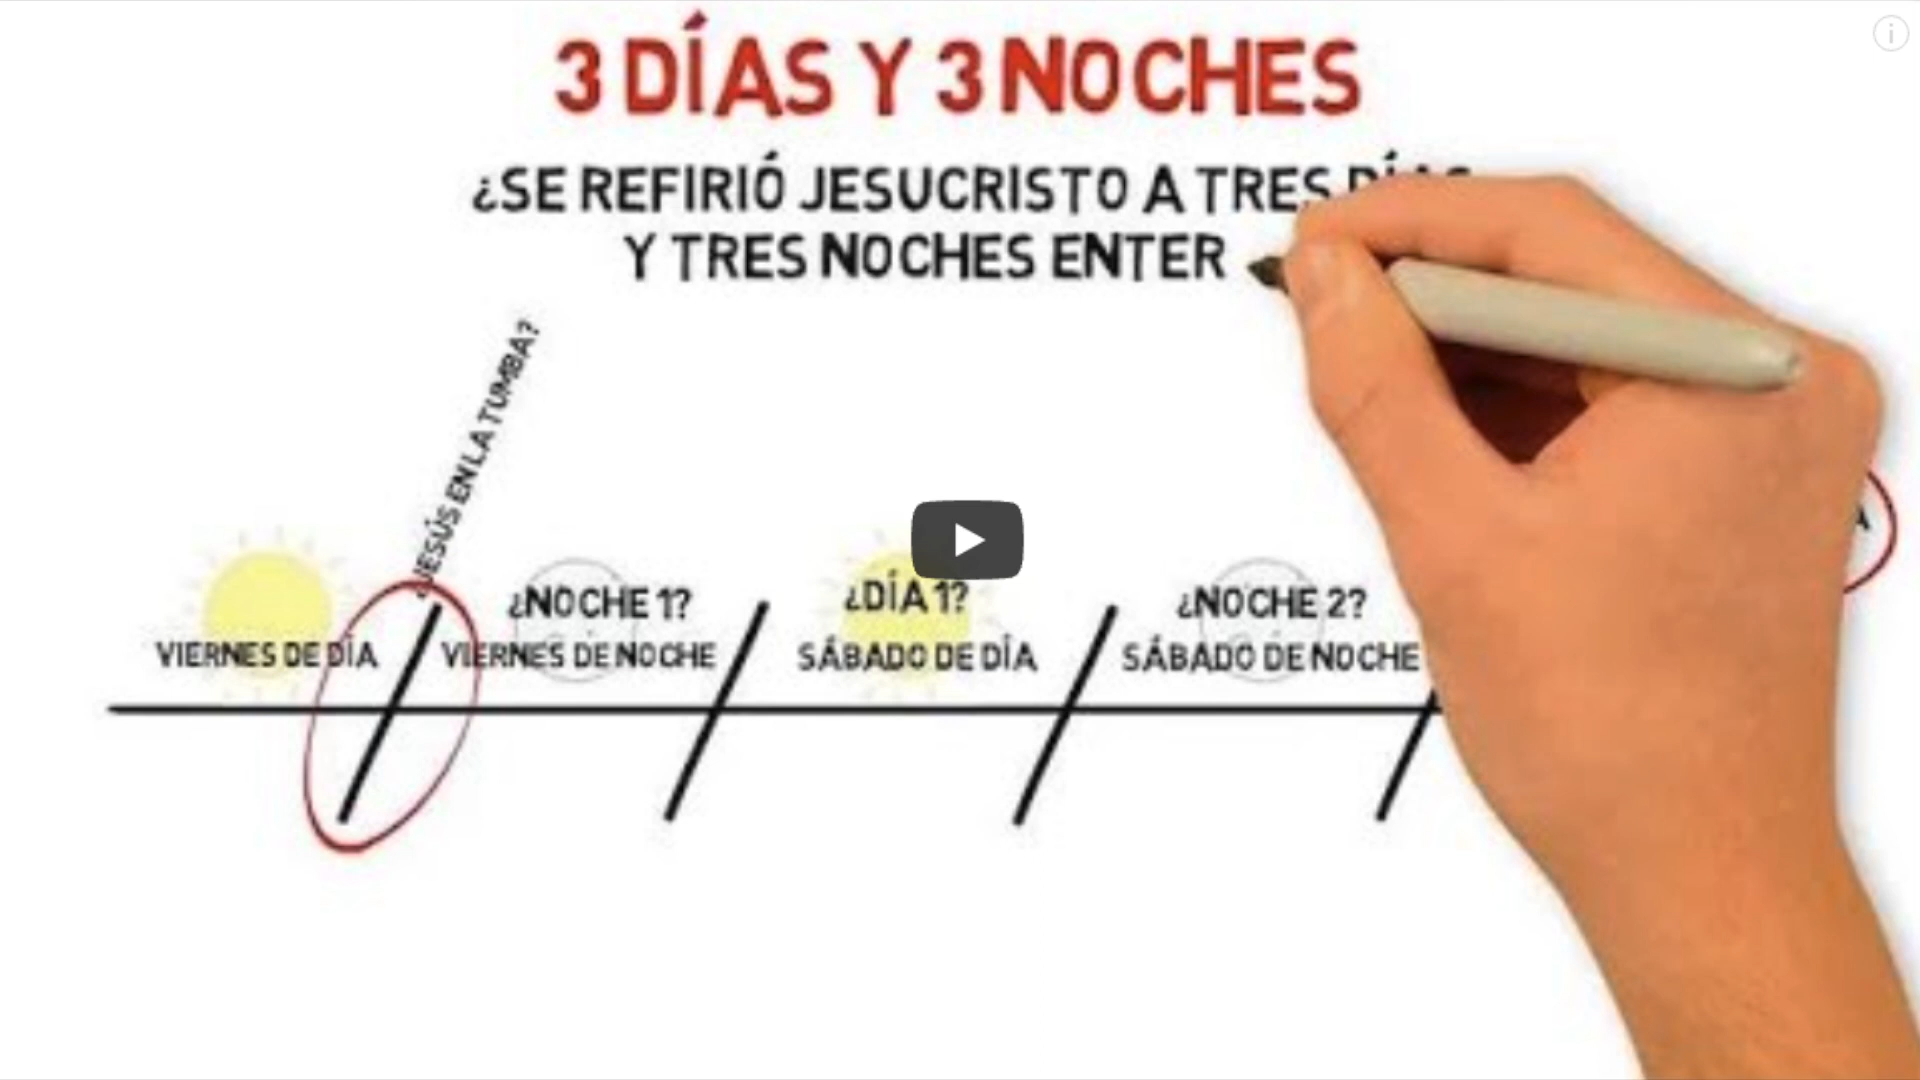 3 DÍAS Y 3 NOCHES
¿SE REFIRIÓ JESUCRISTO A TRES DÍAS
Y TRES NOCHES ENTER
¿JESÚS EN LA TUMBA?
¿NOCHE 1?
¿DÍA 1?
¿NOCHE 2?
VIERNES DE DÍA
VIERNES DE NOCHE
SÁBADO DE DÍA
SÁBADO DE NOCHE